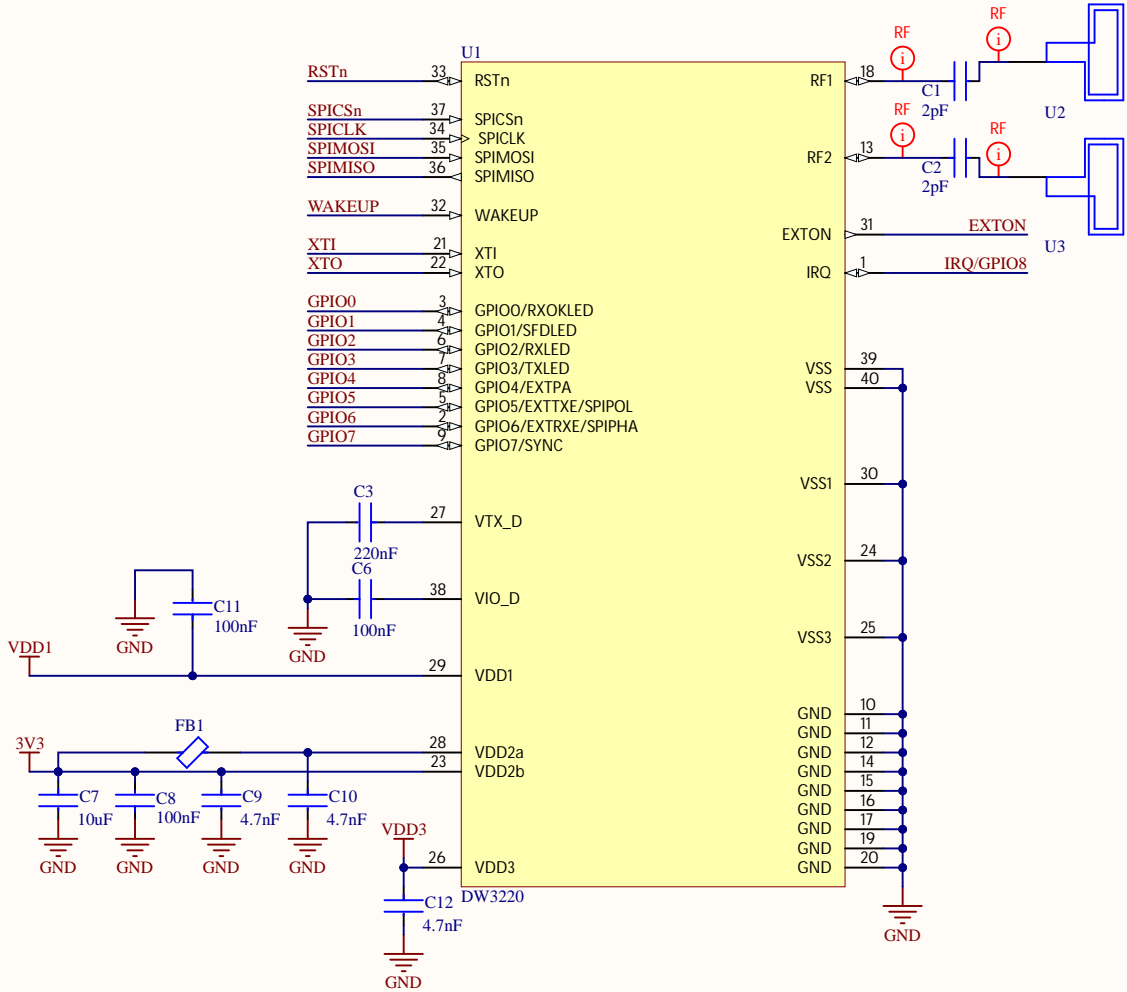 U1
RSTn 33 RSTn
SPICSn 37 SPICSn
SPICLK 34 SPICLK
SPIMOSI 35 SPIMOSI
SPIMISO 36 SPIMISO
WAKEUP 32 WAKEUP
XTI 21 XTI
XTO 22 XTO
GPIO0 3 GPIO0/RXOKLED
GPIO1 4 GPIO1/SFDLED
GPIO2 6 GPIO2/RXLED
GPIO3 7 GPIO3/TXLED
GPIO4 8 GPIO4/EXTPA
GPIO5 5 GPIO5/EXTTXE/SPIPOL
GPIO6 2 GPIO6/EXTRXE/SPIPHA
GPIO7 9 GPIO7/SYNC
C3
220nF
27 VTX_D
C6
100nF
38 VIO_D
GND
C11
100nF
GND
VDD1
29 VDD1
FB1
3V3
28 VDD2a
23 VDD2b
C7
10uF
GND
C8
100nF
GND
C9
4.7nF
GND
C10
4.7nF
GND
VDD3
26 VDD3
C12
4.7nF
GND
DW3220
RF1 18
RF
i
RF
i
C1
2pF
U2
RF2 13
RF
i
RF
i
C2
2pF
U3
EXTON 31 EXTON
IRQ 1 IRQ/GPIO8
VSS 39
VSS 40
VSS1 30
VSS2 24
VSS3 25
GND 10
GND 11
GND 12
GND 14
GND 15
GND 16
GND 17
GND 19
GND 20
GND